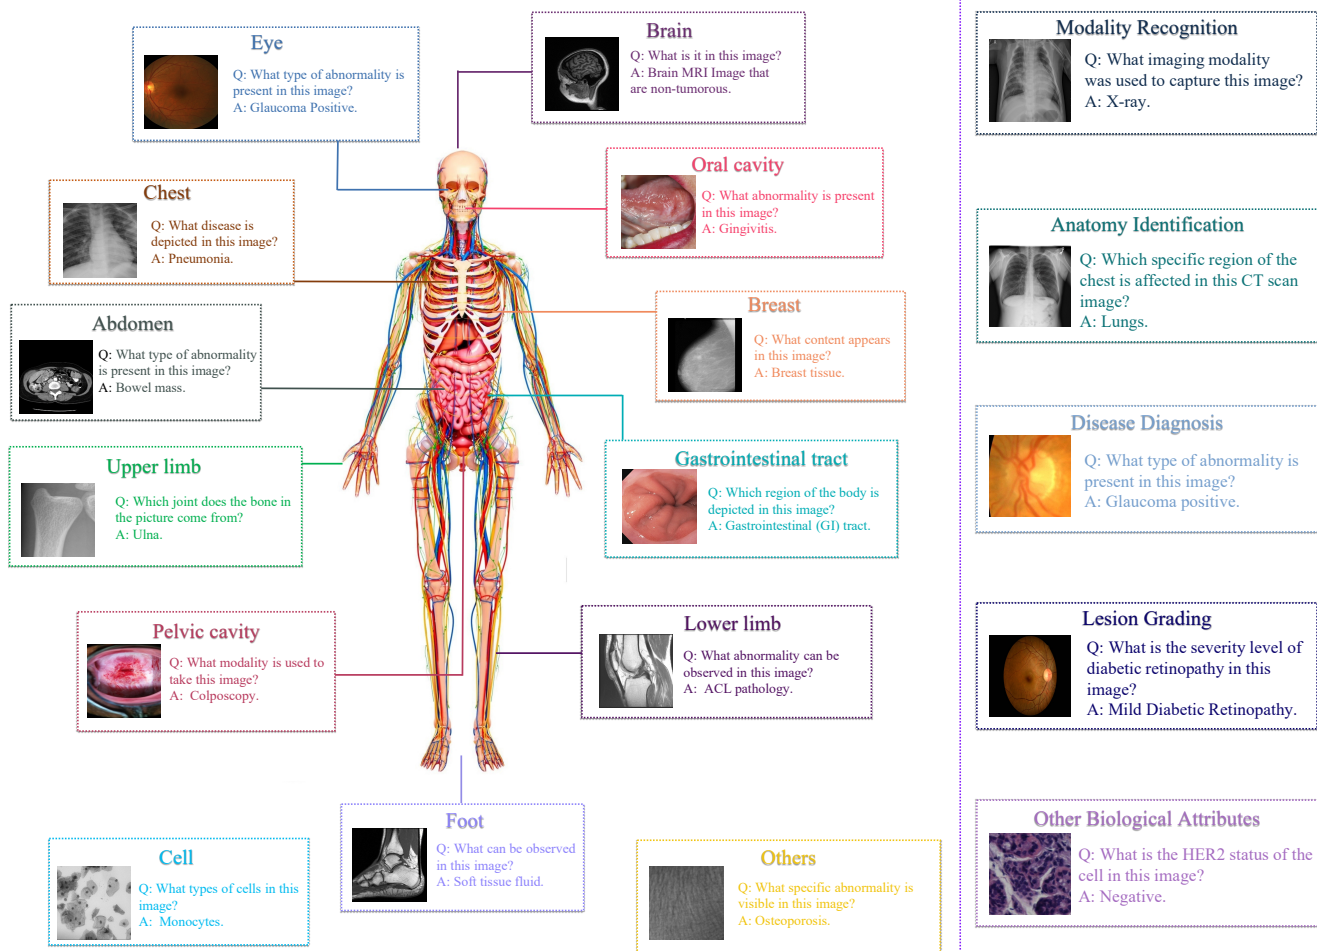 Eye
Q: What type of abnormality is
present in this image?
A: Glaucoma Positive.
Brain
Q: What is it in this image?
A: Brain MRI Image that
are non-tumorous.
Chest
Q: What disease is
depicted in this image?
A: Pneumonia.
Oral cavity
Q: What abnormality is present
in this image?
A: Gingivitis.
Abdomen
Q: What type of abnormality
is present in this image?
A: Bowel mass.
Breast
Q: What content appears
in this image?
A: Breast tissue.
Upper limb
Q: Which joint does the bone in
the picture come from?
A: Ulna.
Gastrointestinal tract
Q: Which region of the body is
depicted in this image?
A: Gastrointestinal (GI) tract.
Pelvic cavity
Q: What modality is used to
take this image?
A: Colposcopy.
Lower limb
Q: What abnormality can be
observed in this image?
A: ACL pathology.
Cell
Q: What types of cells in this
image?
A: Monocytes.
Foot
Q: What can be observed
in this image?
A: Soft tissue fluid.
Others
Q: What specific abnormality is
visible in this image?
A: Osteoporosis.
Modality Recognition
Q: What imaging modality
was used to capture this image?
A: X-ray.
Anatomy Identification
Q: Which specific region of the
chest is affected in this CT scan
image?
A: Lungs.
Disease Diagnosis
Q: What type of abnormality is
present in this image?
A: Glaucoma positive.
Lesion Grading
Q: What is the severity level of
diabetic retinopathy in this
image?
A: Mild Diabetic Retinopathy.
Other Biological Attributes
Q: What is the HER2 status of the
cell in this image?
A: Negative.